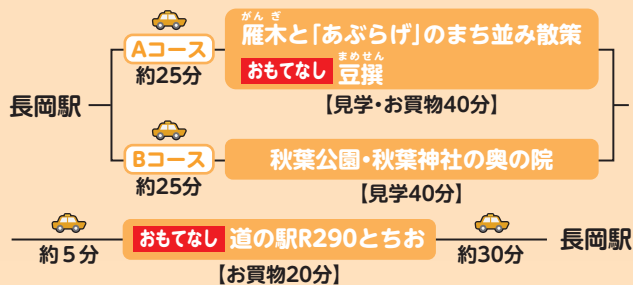 がんぎ
Aコース 雁木と「あぶらげ」のまち並み散策
まめせん
約25分 おもてなし 豆撰
【見学・お買物40分】
長岡駅
Bコース 秋葉公園・秋葉神社の奥の院
約25分
【見学40分】
おもてなし 道の駅R290とちお 長岡駅
約5分 約30分
【お買物20分】